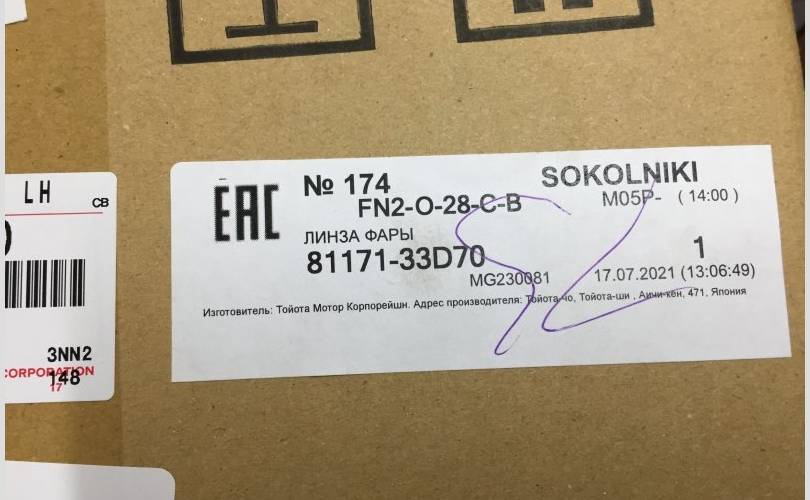 LH
CB
3NN2
CORPORATION
148
17
EAC
№ 174
SOKOLNIKI
FN2-O-28-C-B
M05P- (14:00)
ЛИНЗА ФАРЫ
81171-33D70
1
MG230081
17.07.2021 (13:06:49)
Изготовитель: Тойота Мотор Корпорейшн. Адрес производителя: Тойота-чо, Тойота-ши , Аичи-кен, 471, Япония